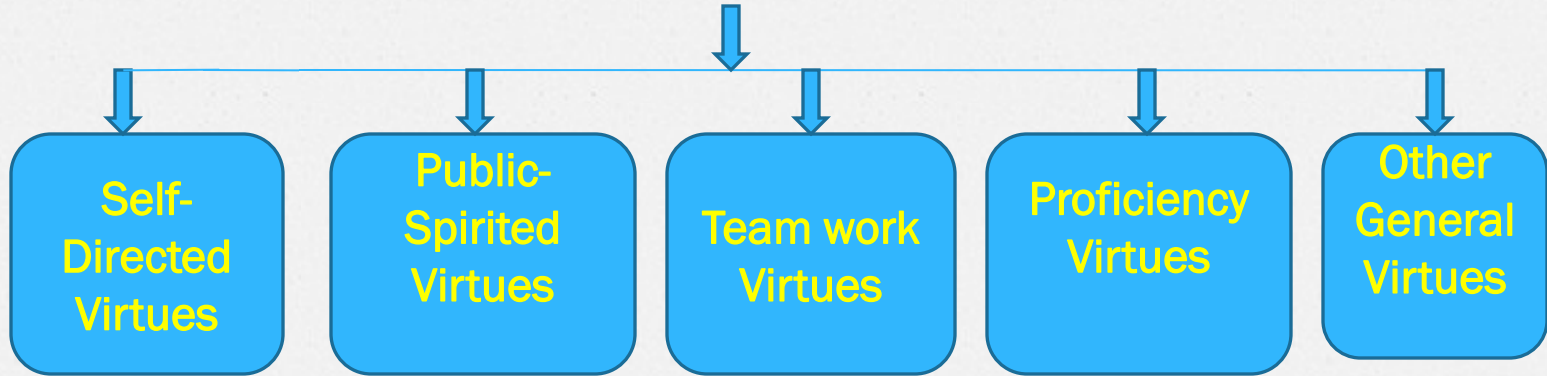 Self-
Directed
Virtues
Public-
Spirited
Virtues
Team work
Virtues
Proficiency
Virtues
Other
General
Virtues